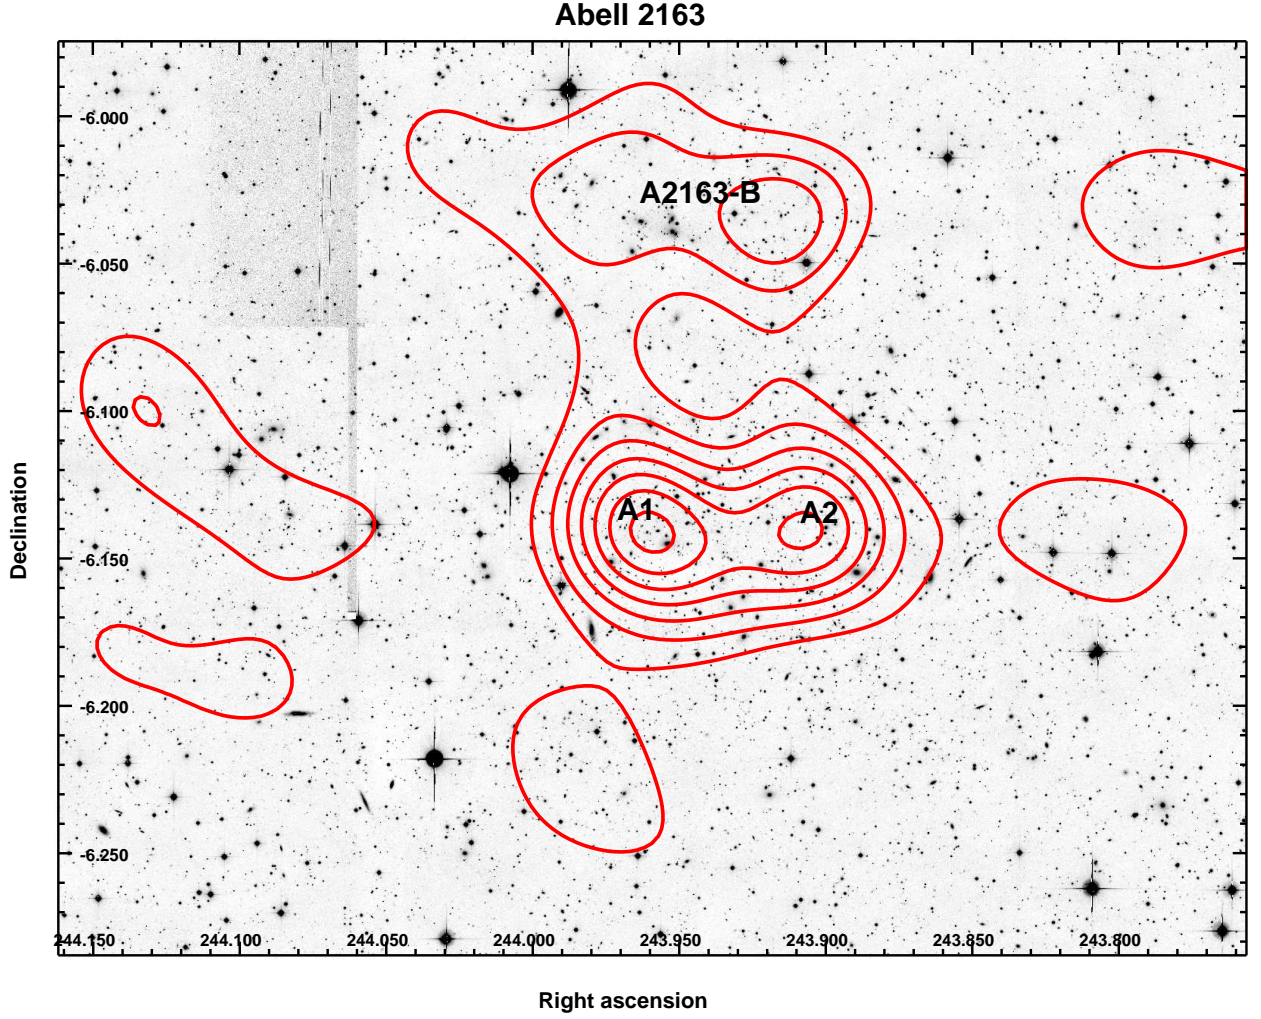 Abell 2163
-6.000
A2163-B
-6.050
-6.100
A1
A2
Declination
-6.150
-6.200
-6.250
244.150 244.100 244.050 244.000 243.950 243.900 243.850 243.800
Right ascension